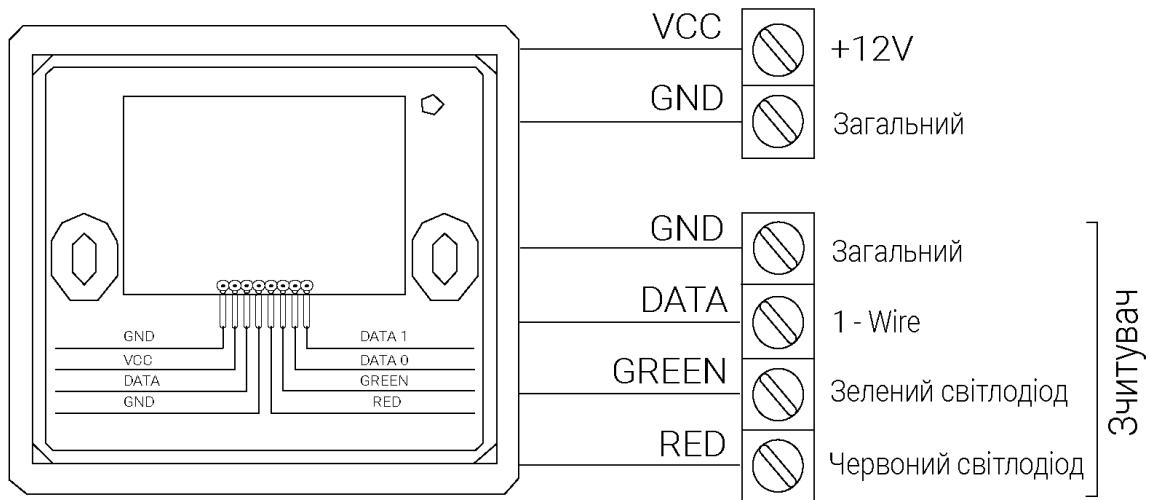 VCC
+12V
GND
Загальний
GND
Загальний
DATA
1 - Wire
GREEN
Зелений світлодіод
RED
Червоний світлодіод
Зчитувач
GND
DATA 1
VCC
DATA 0
DATA
GREEN
GND
RED